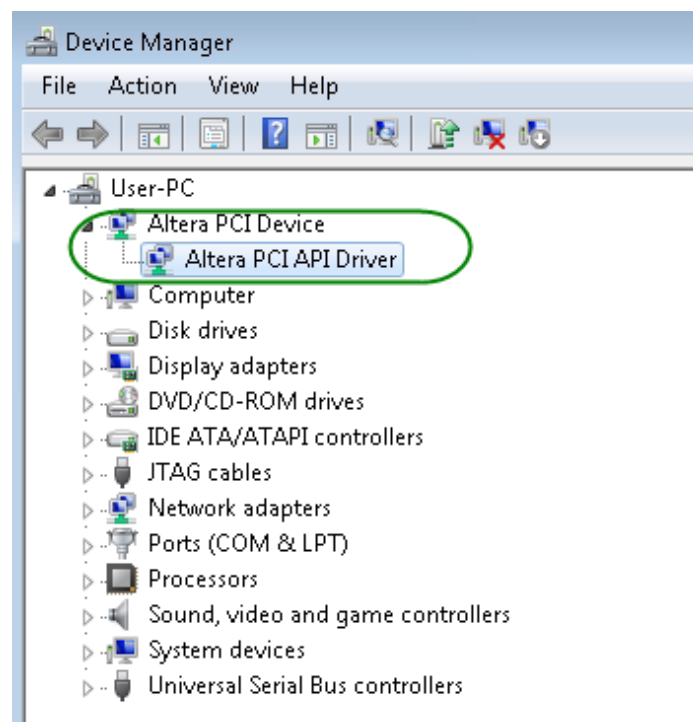 Device Manager
File Action View Help
User-PC
Altera PCI Device
Altera PCI API Driver
Computer
Disk drives
Display adapters
DVD/CD-ROM drives
IDE ATA/ATAPI controllers
JTAG cables
Network adapters
Ports (COM & LPT)
Processors
Sound, video and game controllers
System devices
Universal Serial Bus controllers